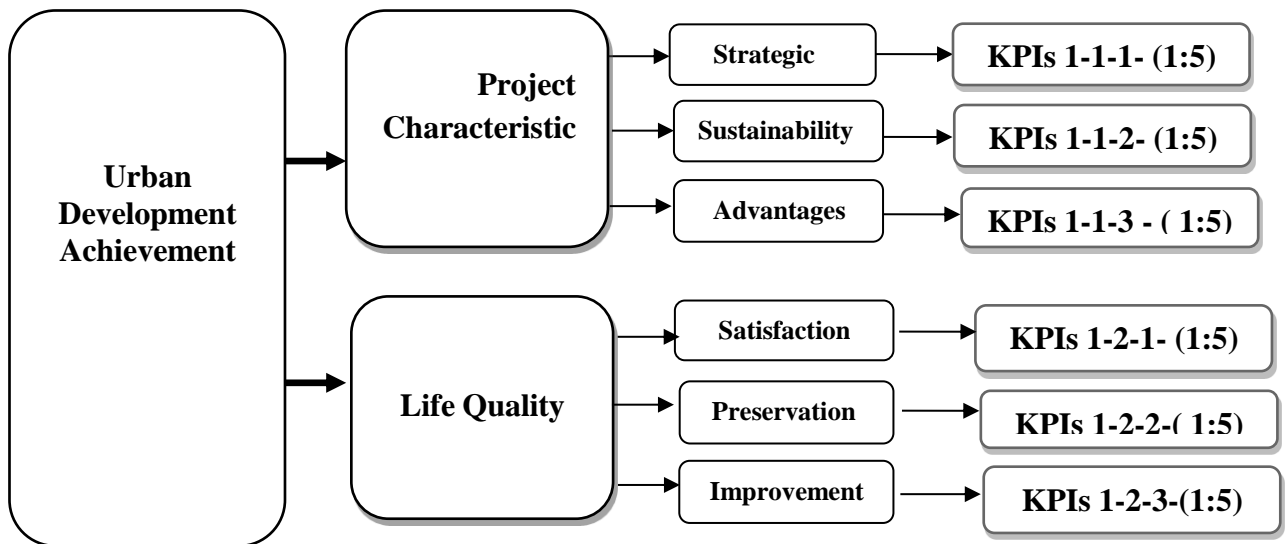 Urban
Development
Achievement
Project
Characteristic
Strategic
KPIs 1-1-1- (1:5)
Sustainability
KPIs 1-1-2- (1:5)
Advantages
KPIs 1-1-3 - ( 1:5)
Life Quality
Satisfaction
KPIs 1-2-1- (1:5)
Preservation
KPIs 1-2-2-( 1:5)
Improvement
KPIs 1-2-3-(1:5)